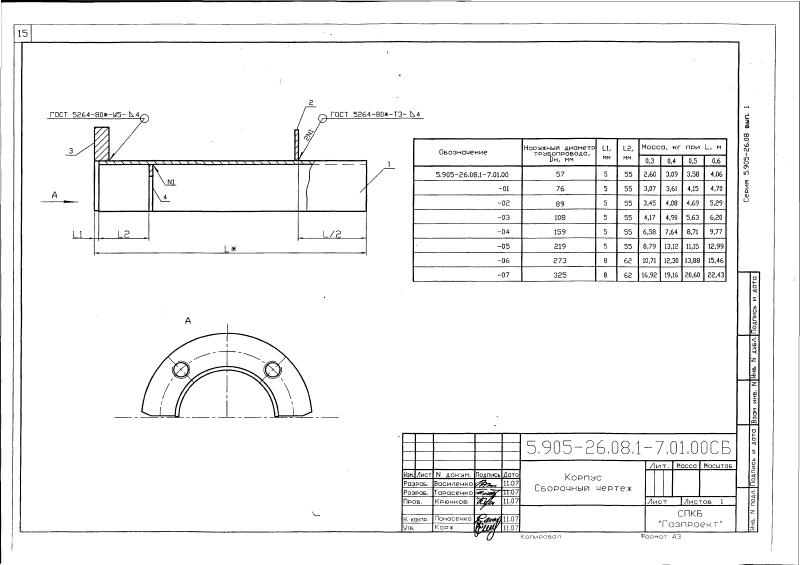 15
ГОСТ 5264-80*-У5-⊿4
2
ГОСТ 5264-80*-Т3-⊿4
2N1
3
1
N1
4
А
L1
L2
L/2
L*
А
Обозначение | Наружный диаметр трубопровода, Dн, мм | L1, мм | L2, мм | Масса, кг при L, м
0,3 | 0,4 | 0,5 | 0,6
5.905-26.08.1-7.01.00 | 57 | 5 | 55 | 2,60 | 3,09 | 3,58 | 4,06
-01 | 76 | 5 | 55 | 3,07 | 3,61 | 4,15 | 4,70
-02 | 89 | 5 | 55 | 3,45 | 4,08 | 4,69 | 5,29
-03 | 108 | 5 | 55 | 4,17 | 4,90 | 5,63 | 6,20
-04 | 159 | 5 | 55 | 6,58 | 7,64 | 8,71 | 9,77
-05 | 219 | 5 | 55 | 8,79 | 13,12 | 11,15 | 12,99
-06 | 273 | 8 | 62 | 10,71 | 12,30 | 13,88 | 15,46
-07 | 325 | 8 | 62 | 16,92 | 19,16 | 20,60 | 22,43
Серия 5.905-26.08 вып. 1
Подпись и дата
Инв. N дубл.
Взам инв. N
Подпись и дата
Инв. N подл.
5.905-26.08.1-7.01.00СБ
Изм. Лист N докум. Подпись Дата
Разраб. Василенко 11.07
Разраб. Тарасенко 11.07
Пров. Крючков 11.07
Н. контр. Панасенко 11.07
Утв. Корж 11.07
Корпус
Сборочный чертеж
Лит. Масса Масштаб
Лист Листов 1
СПКБ
"Газпроект"
Копировал Формат А3